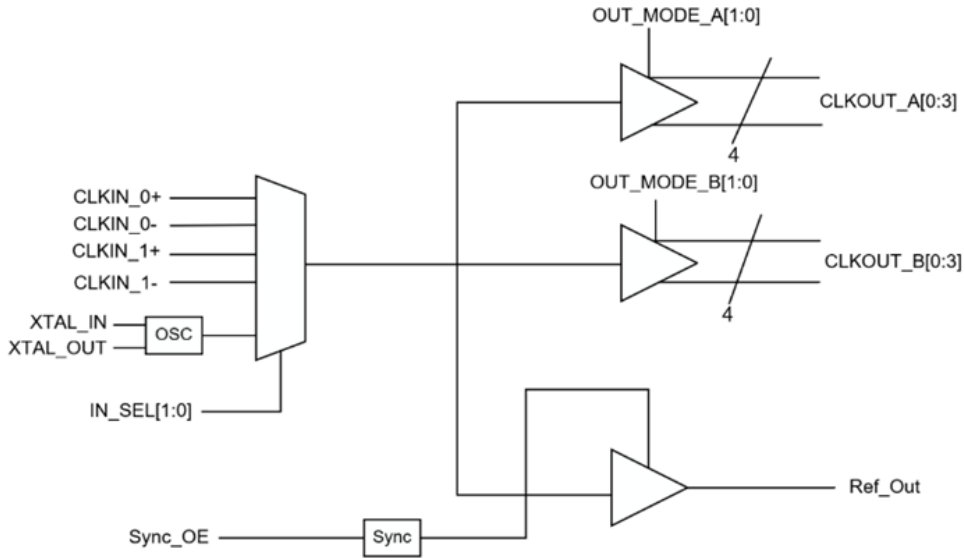 OUT_MODE_A[1:0]
CLKOUT_A[0:3]
4
OUT_MODE_B[1:0]
CLKIN_0+
CLKIN_0-
CLKIN_1+
CLKIN_1-
CLKOUT_B[0:3]
4
XTAL_IN
OSC
XTAL_OUT
IN_SEL[1:0]
Ref_Out
Sync_OE
Sync